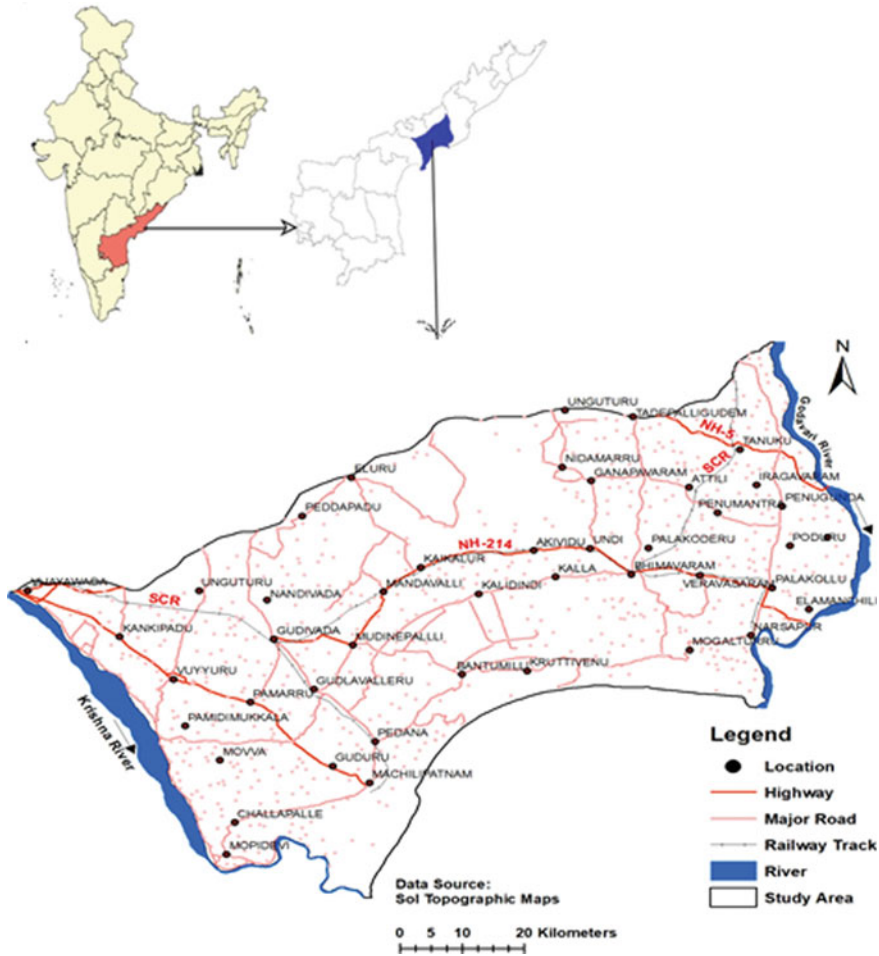 N
UNGUTURU
TADEPALLIGUDEM
NH-5
TANUKU
Godavari River
SCR
NIDAMARRU
GANAPAVARAM
ATTILI
IRAGAVARAM
ELURU
PENUMANTRA
PENUGONDA
PEDDAPADU
NH-214
AKIVIDU
UNDI
PALAKODERU
PODURU
KAIKALUR
KALLA
BHIMAVARAM
VERAVASARAM
PALAKOLLU
VIJAYAWADA
SCR
UNGUTURU
NANDIVADA
MANDAVALLI
KALIDINDI
ELAMANCHILI
KANKIPADU
GUDIVADA
MUDINEPALLLI
MOGALTURRU
NARSAPUR
VUYYURU
GUDLAVALLERU
BANTUMILLI
KRUTTIVENU
PAMARRU
PAMIDIMUKKALA
Krishna River
MOVVA
PEDANA
GUDURU
MACHILIPATNAM
CHALLAPALLE
MOPIDEVI
Legend
Location
Highway
Major Road
Railway Track
River
Study Area
Data Source:
SoI Topographic Maps
0 5 10 20 Kilometers